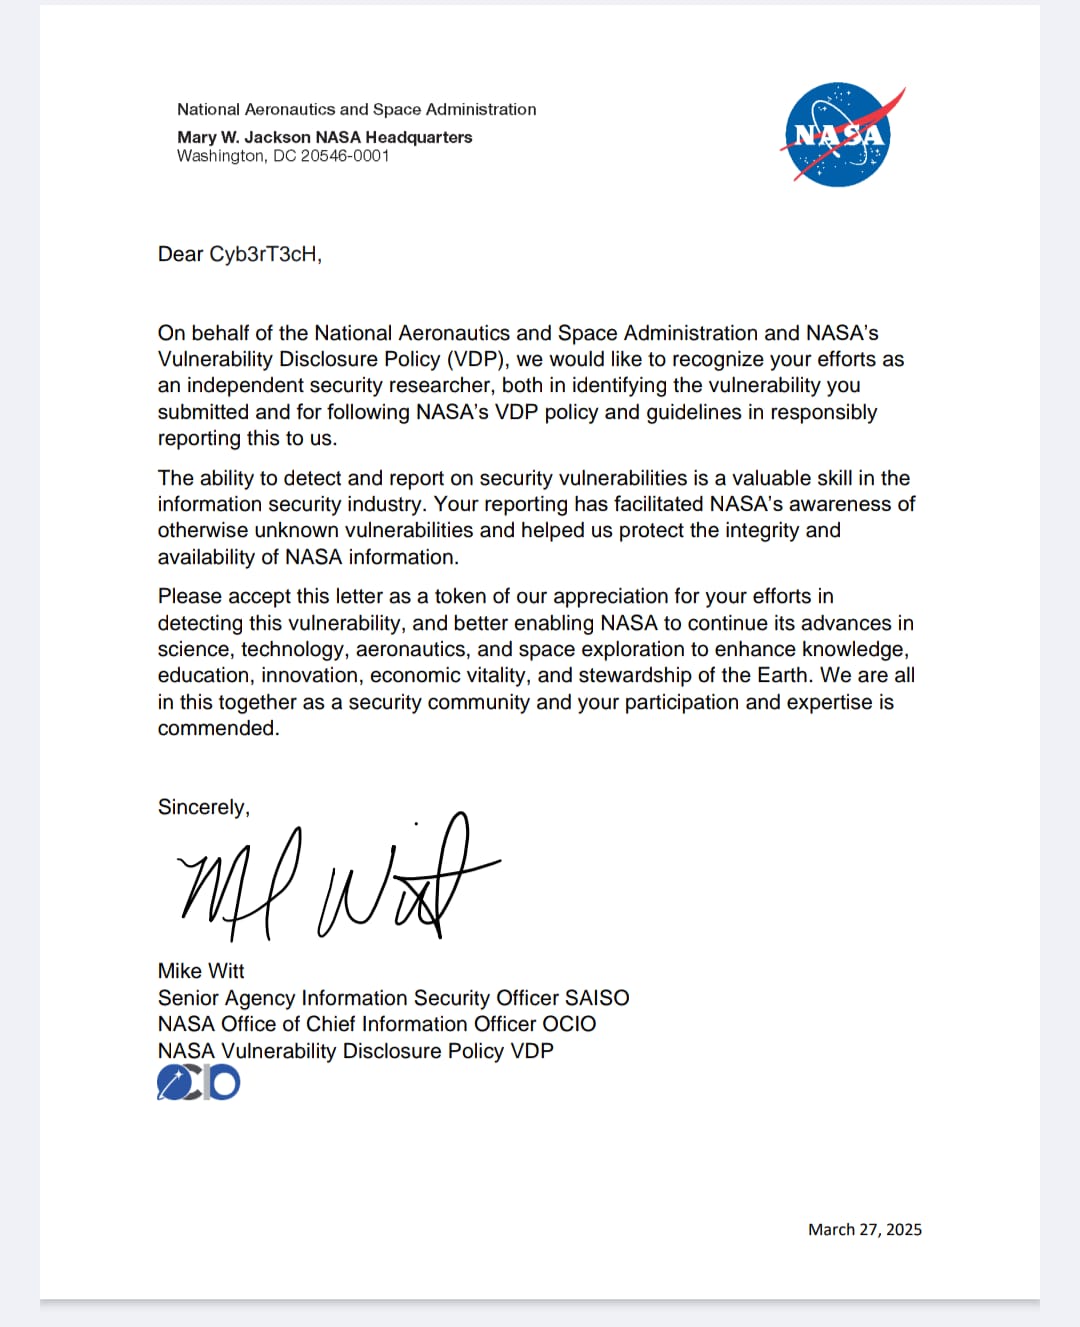 National Aeronautics and Space Administration
Mary W. Jackson NASA Headquarters
Washington, DC 20546-0001
NASA
Dear Cyb3rT3cH,
On behalf of the National Aeronautics and Space Administration and NASA's
Vulnerability Disclosure Policy (VDP), we would like to recognize your efforts as
an independent security researcher, both in identifying the vulnerability you
submitted and for following NASA's VDP policy and guidelines in responsibly
reporting this to us.
The ability to detect and report on security vulnerabilities is a valuable skill in the
information security industry. Your reporting has facilitated NASA's awareness of
otherwise unknown vulnerabilities and helped us protect the integrity and
availability of NASA information.
Please accept this letter as a token of our appreciation for your efforts in
detecting this vulnerability, and better enabling NASA to continue its advances in
science, technology, aeronautics, and space exploration to enhance knowledge,
education, innovation, economic vitality, and stewardship of the Earth. We are all
in this together as a security community and your participation and expertise is
commended.
Sincerely,
Mike Witt
Senior Agency Information Security Officer SAISO
NASA Office of Chief Information Officer OCIO
NASA Vulnerability Disclosure Policy VDP
OCIO
March 27, 2025